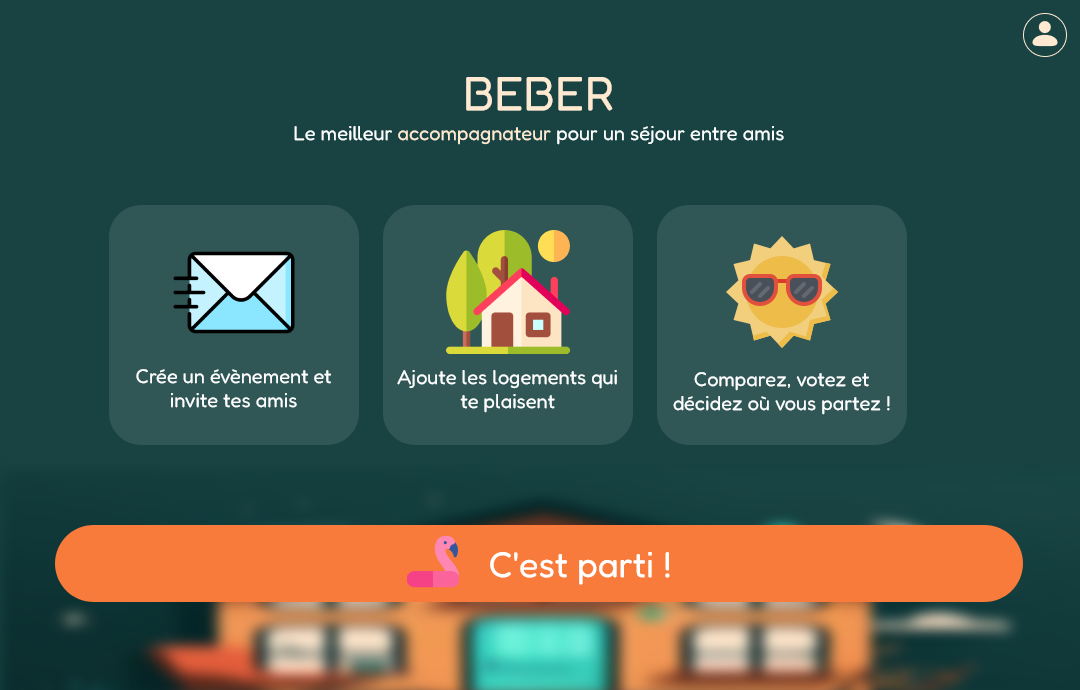 BEBER
Le meilleur accompagnateur pour un séjour entre amis
Crée un évènement et
invite tes amis
Ajoute les logements qui
te plaisent
Comparez, votez et
décidez où vous partez !
C'est parti !